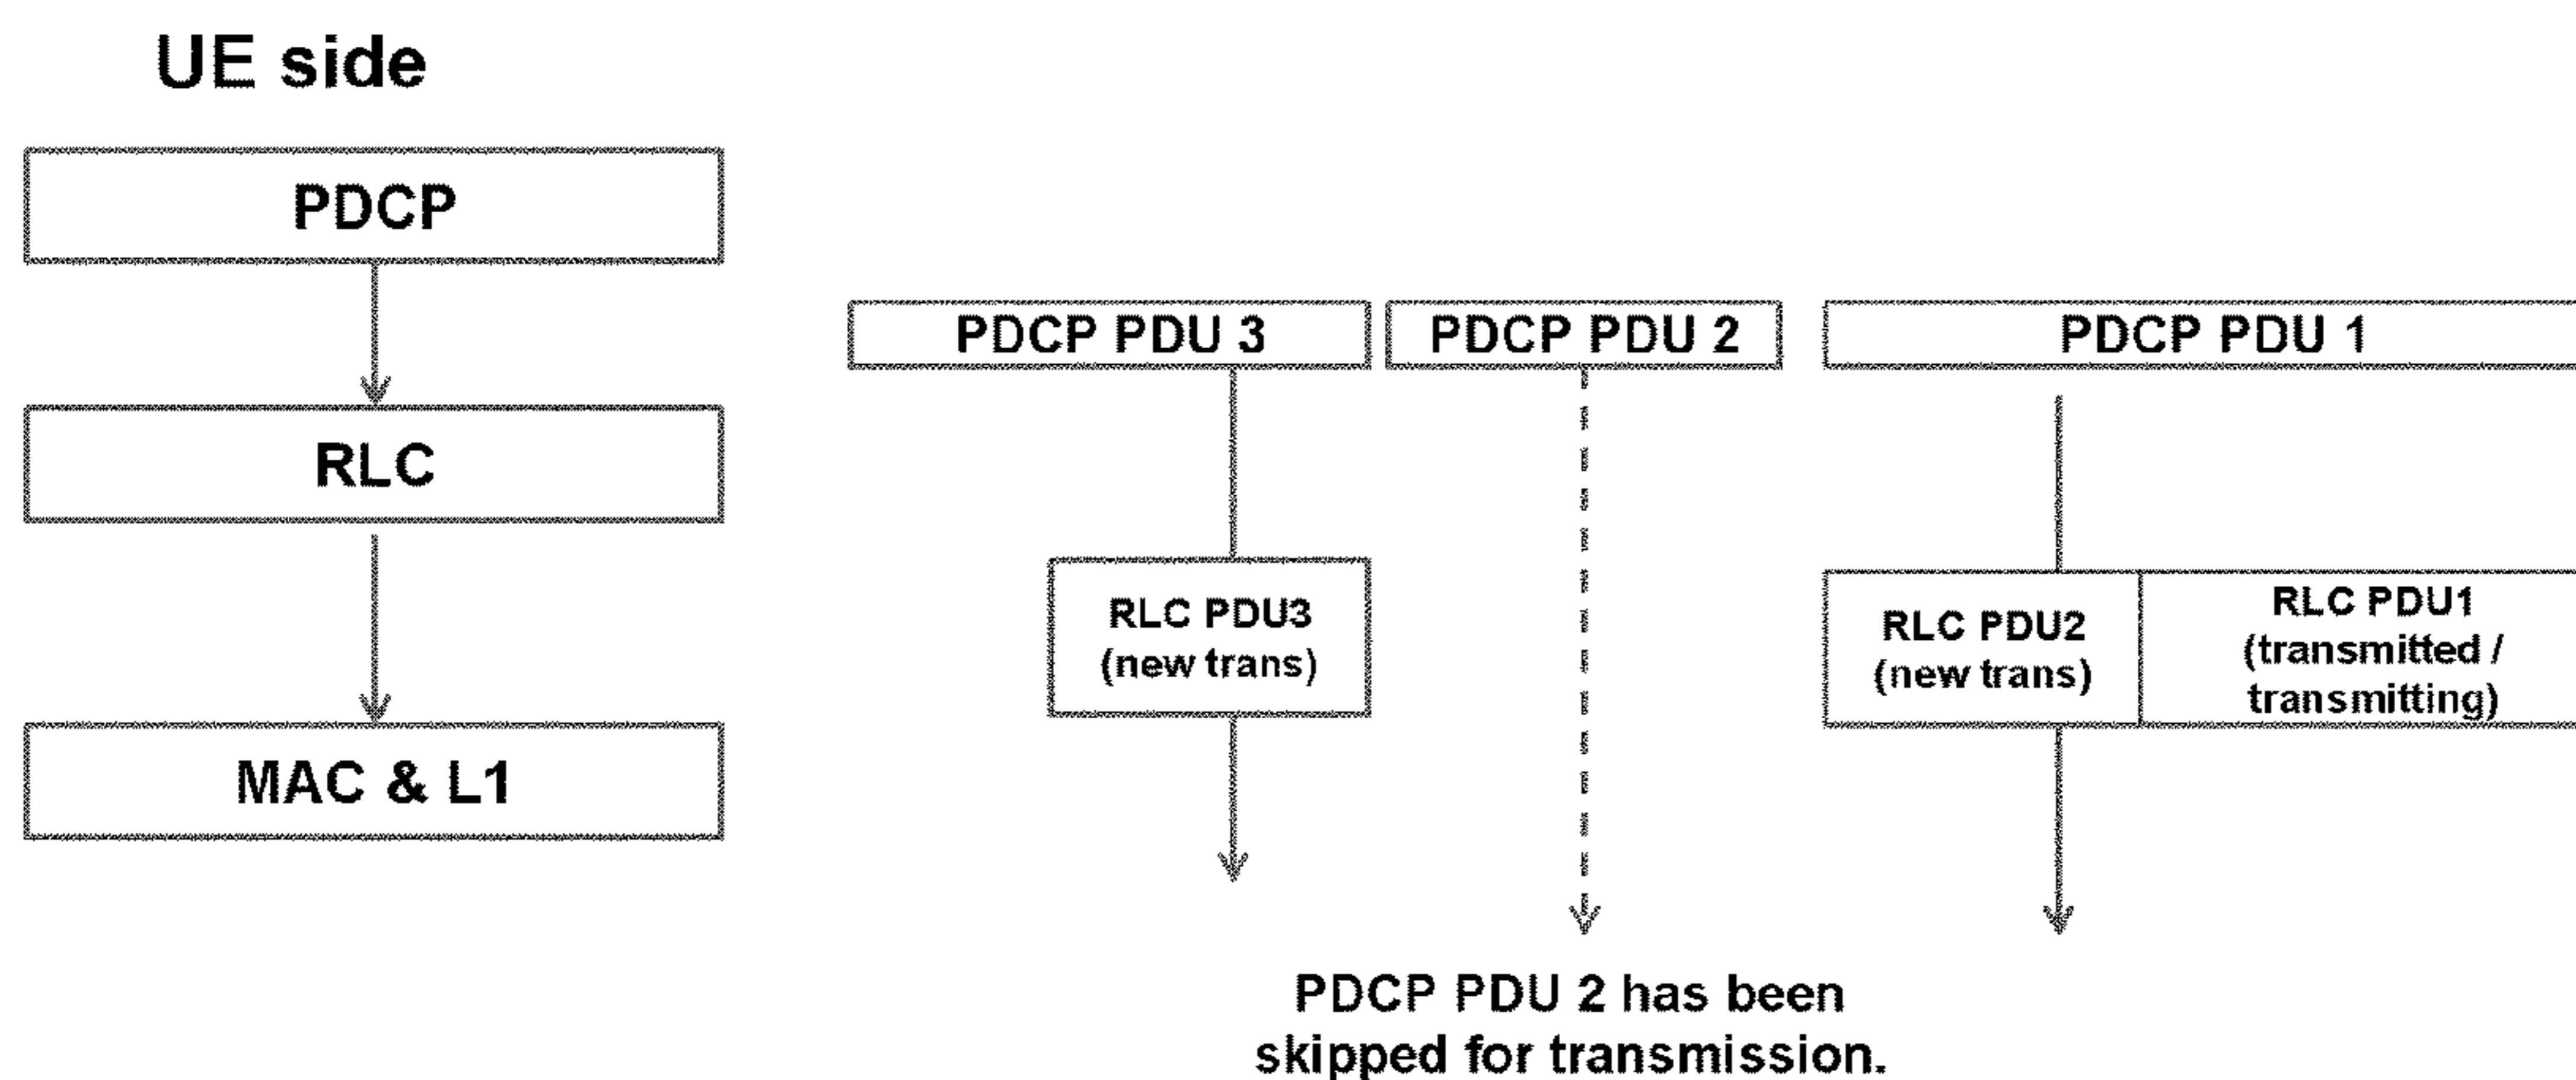 UE side
PDCP
RLC
MAC & L1
PDCP PDU 3
PDCP PDU 2
PDCP PDU 1
RLC PDU3
(new trans)
RLC PDU2
(new trans)
RLC PDU1
(transmitted /
transmitting)
PDCP PDU 2 has been
skipped for transmission.